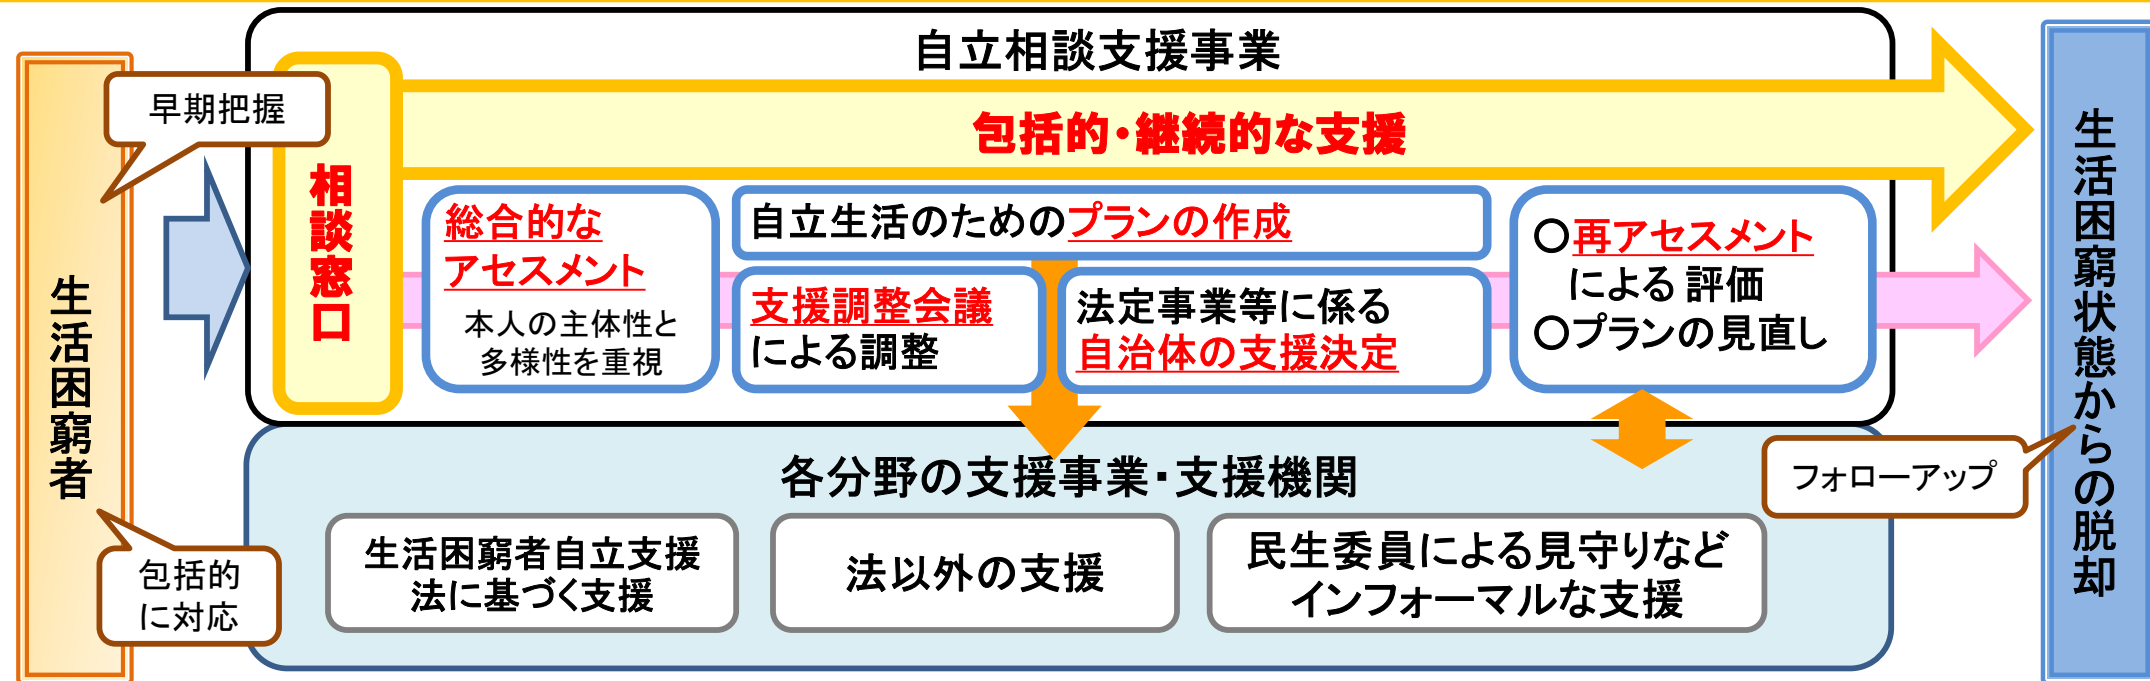 自立相談支援事業
早期把握
生活困窮者
包括的
に対応
相談窓口
包括的・継続的な支援
総合的な
アセスメント
本人の主体性と
多様性を重視
自立生活のためのプランの作成
支援調整会議
による調整
法定事業等に係る
自治体の支援決定
○再アセスメント
による 評価
○プランの見直し
各分野の支援事業・支援機関
生活困窮者自立支援
法に基づく支援
法以外の支援
民生委員による見守りなど
インフォーマルな支援
フォローアップ
生活困窮状態からの脱却